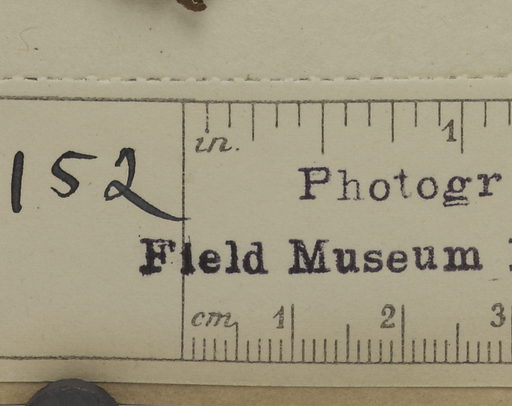 in. 1
152
Photogr
Field Museum
cm. 1 2 3